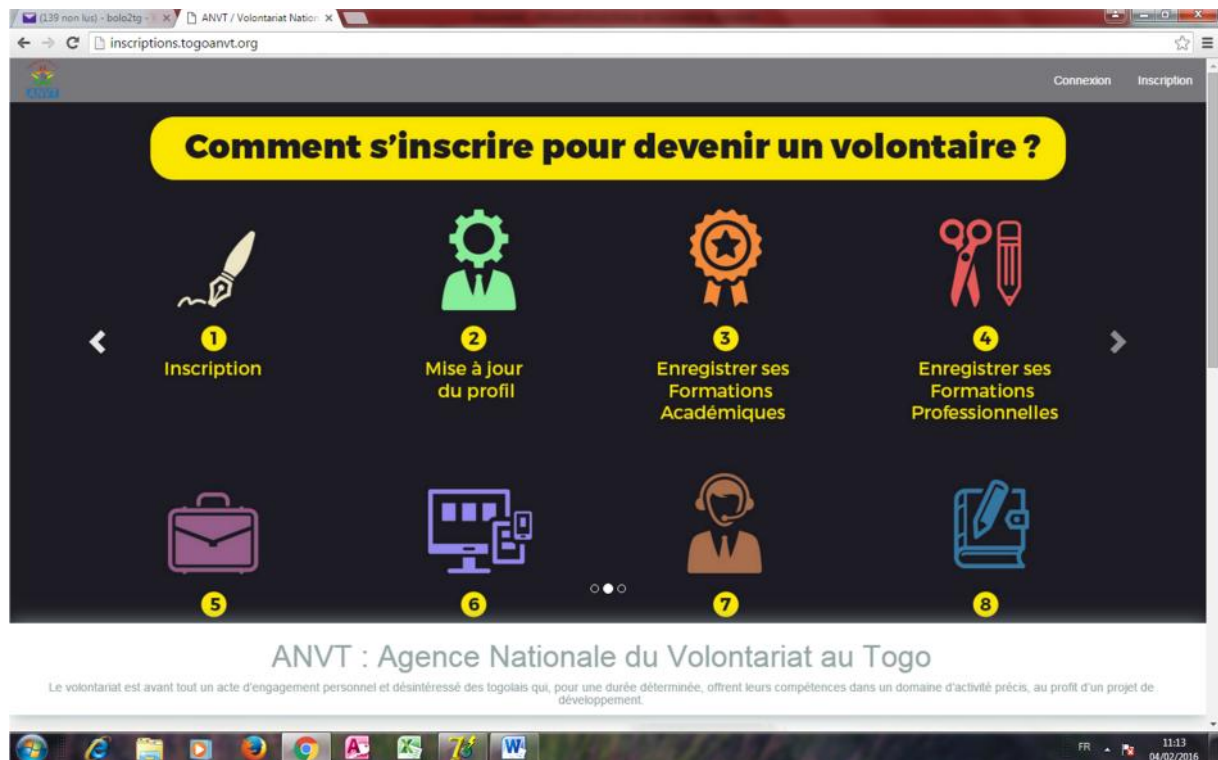 (139 non lus) - bolo2tg -
ANVT / Volontariat Nation
inscriptions.togoanvt.org
ANVT
Connexion
Inscription
Comment s'inscrire pour devenir un volontaire ?
1
2
3
4
Inscription
Mise à jour
du profil
Enregistrer ses
Formations
Académiques
Enregistrer ses
Formations
Professionnelles
5
6
7
8
ANVT : Agence Nationale du Volontariat au Togo
Le volontariat est avant tout un acte d'engagement personnel et désintéressé des togolais qui, pour une durée déterminée, offrent leurs compétences dans un domaine d'activité précis, au profit d'un projet de
développement.
FR
11:13
04/02/2016